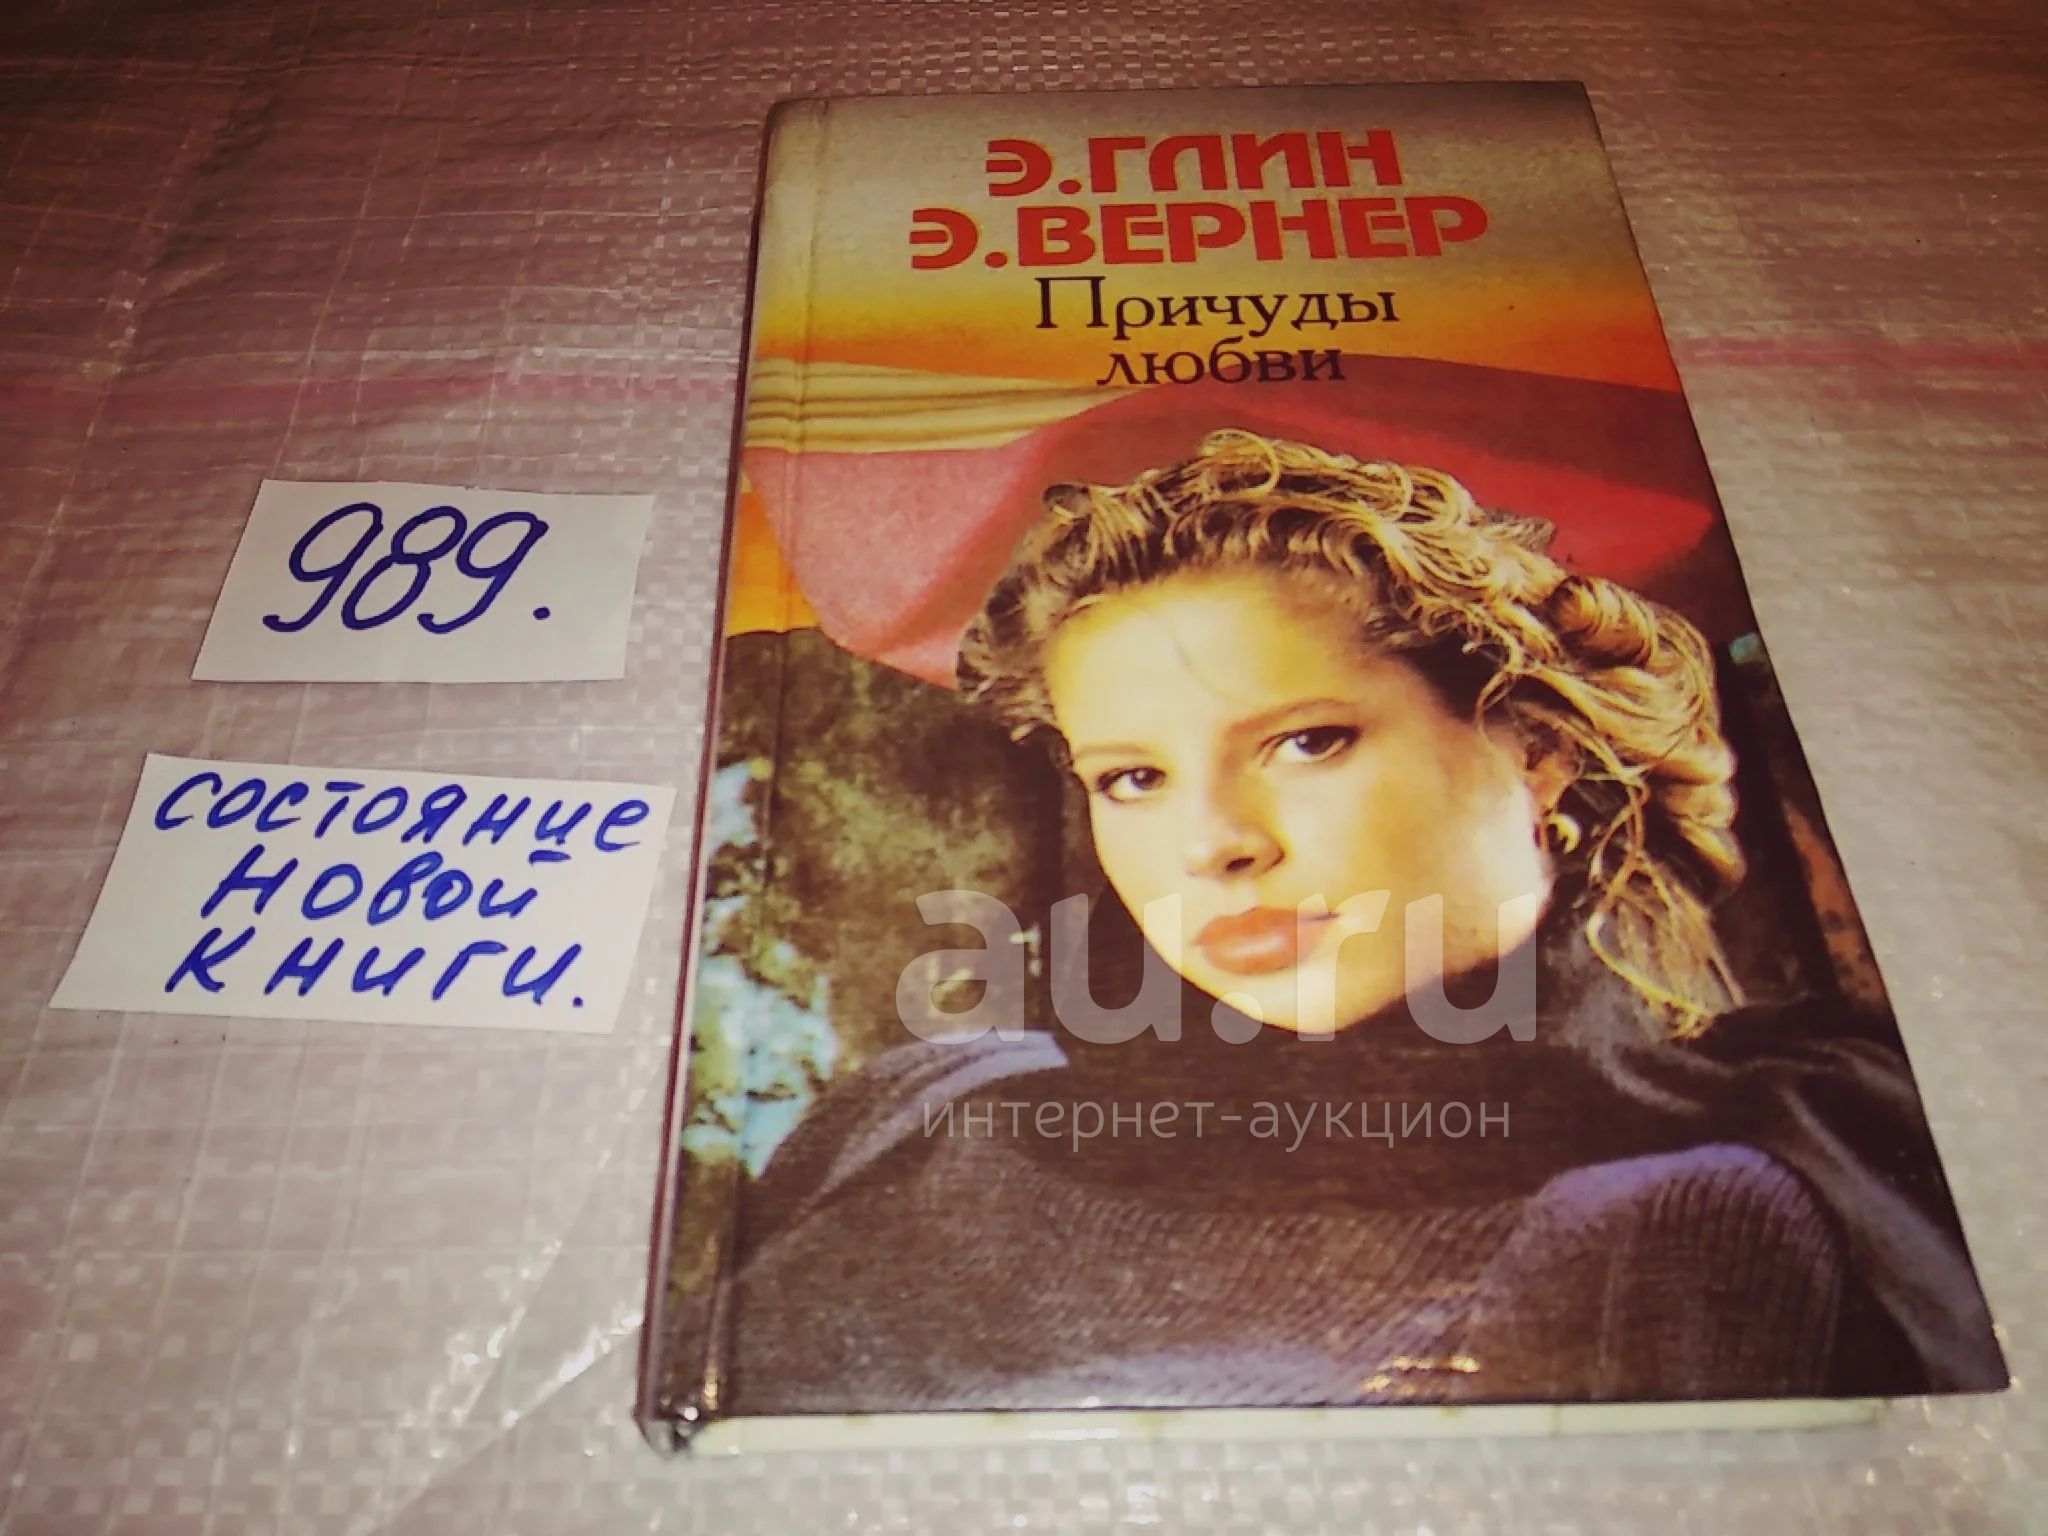 Э.ГЛИН
Э.ВЕРНЕР
Причуды
любви
989.
состояние
новой
книги.
au.ru
интернет-аукцион